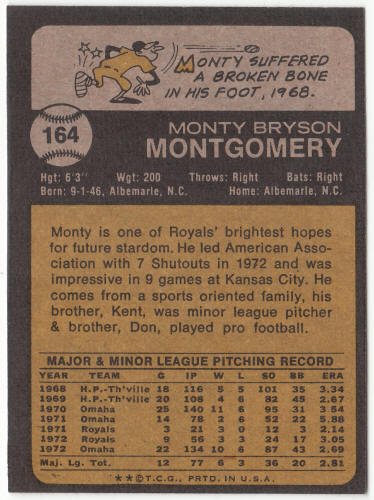 MONTY SUFFERED
A BROKEN BONE
IN HIS FOOT, 1968.
164
MONTY BRYSON
MONTGOMERY
Hgt: 6'3" Wgt: 200 Throws: Right Bats: Right
Born: 9-1-46, Albemarle, N.C. Home: Albemarle, N.C.
Monty is one of Royals' brightest hopes
for future stardom. He led American Asso-
ciation with 7 Shutouts in 1972 and was
impressive in 9 games at Kansas City. He
comes from a sports oriented family, his
brother, Kent, was minor league pitcher
& brother, Don, played pro football.
MAJOR & MINOR LEAGUE PITCHING RECORD
YEAR TEAM G IP W L SO BB ERA
1968 H.P.-Th'ville 18 116 5 5 101 35 3.34
1969 H.P.-Th'ville 20 108 4 6 82 45 2.67
1970 Omaha 25 140 11 6 95 31 3.54
1971 Omaha 14 78 2 6 52 22 5.88
1971 Royals 3 21 3 0 12 3 2.14
1972 Royals 9 56 3 3 24 17 3.05
1972 Omaha 22 134 10 6 87 43 2.69
Maj. Lg. Tot. 12 77 6 3 36 20 2.81
**©T.C.G., PRTD. IN U.S.A.